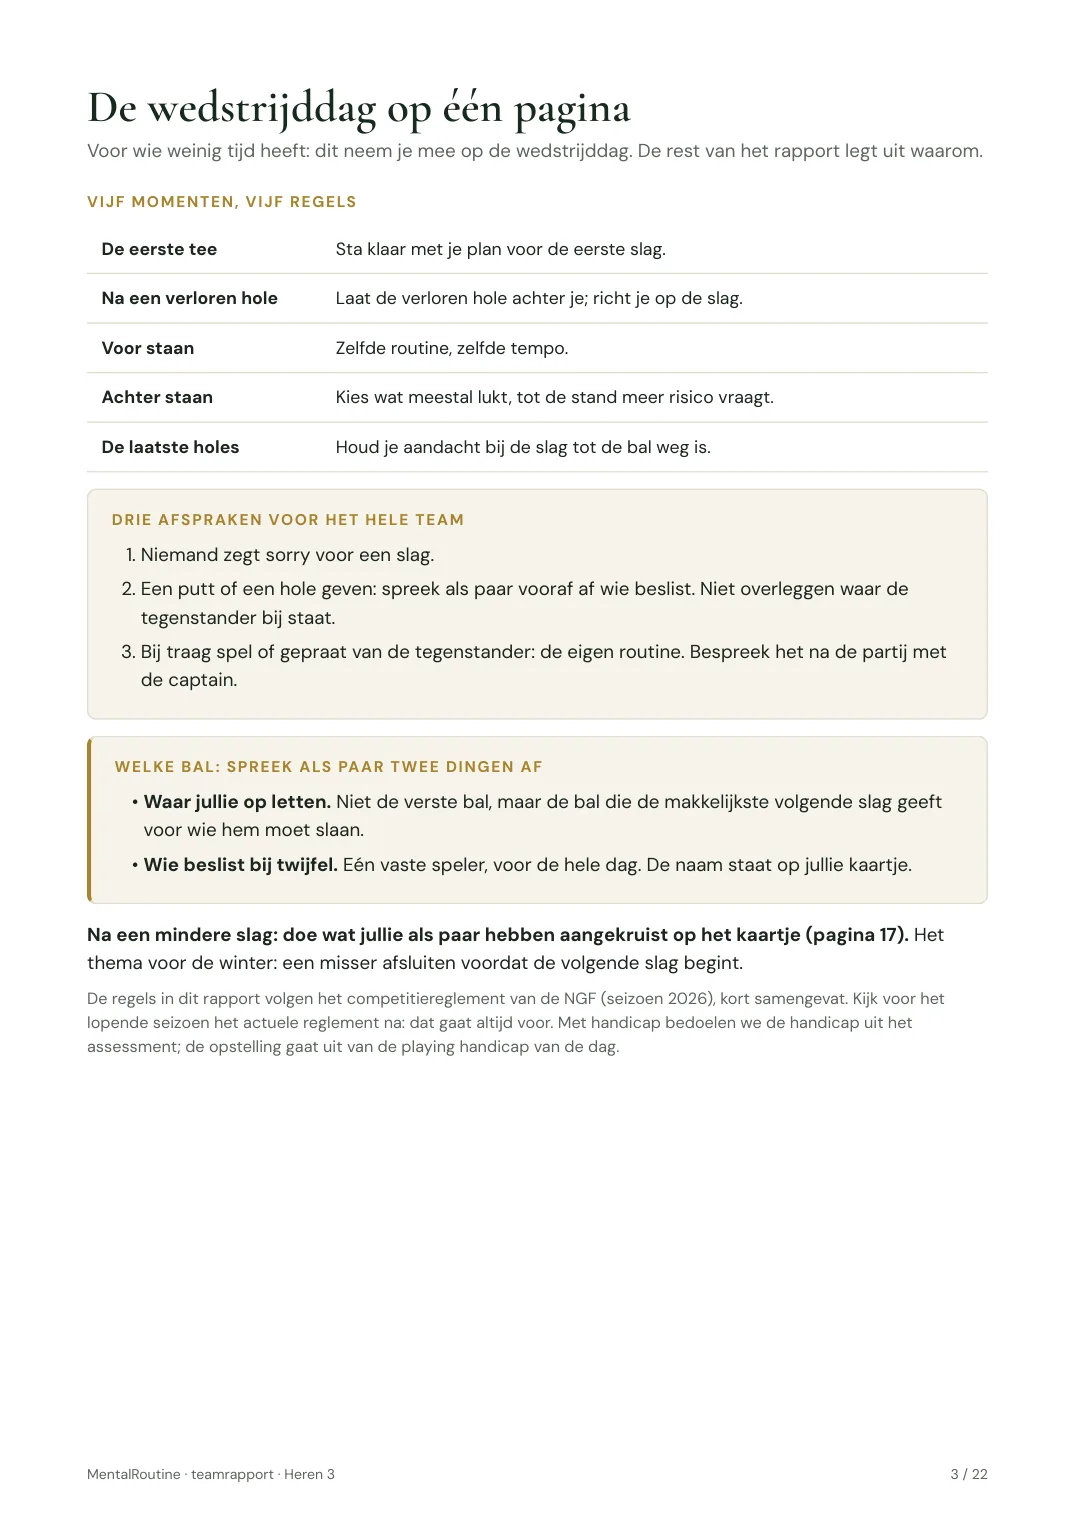 De wedstrijddag op één pagina
Voor wie weinig tijd heeft: dit neem je mee op de wedstrijddag. De rest van het rapport legt uit waarom.
VIJF MOMENTEN, VIJF REGELS
De eerste tee Sta klaar met je plan voor de eerste slag.
Na een verloren hole Laat de verloren hole achter je; richt je op de slag.
Voor staan Zelfde routine, zelfde tempo.
Achter staan Kies wat meestal lukt, tot de stand meer risico vraagt.
De laatste holes Houd je aandacht bij de slag tot de bal weg is.
DRIE AFSPRAKEN VOOR HET HELE TEAM
1. Niemand zegt sorry voor een slag.
2. Een putt of een hole geven: spreek als paar vooraf af wie beslist. Niet overleggen waar de
tegenstander bij staat.
3. Bij traag spel of gepraat van de tegenstander: de eigen routine. Bespreek het na de partij met
de captain.
WELKE BAL: SPREEK ALS PAAR TWEE DINGEN AF
• Waar jullie op letten. Niet de verste bal, maar de bal die de makkelijkste volgende slag geeft
voor wie hem moet slaan.
• Wie beslist bij twijfel. Eén vaste speler, voor de hele dag. De naam staat op jullie kaartje.
Na een mindere slag: doe wat jullie als paar hebben aangekruist op het kaartje (pagina 17). Het
thema voor de winter: een misser afsluiten voordat de volgende slag begint.
De regels in dit rapport volgen het competitiereglement van de NGF (seizoen 2026), kort samengevat. Kijk voor het
lopende seizoen het actuele reglement na: dat gaat altijd voor. Met handicap bedoelen we de handicap uit het
assessment; de opstelling gaat uit van de playing handicap van de dag.
MentalRoutine · teamrapport · Heren 3
3 / 22